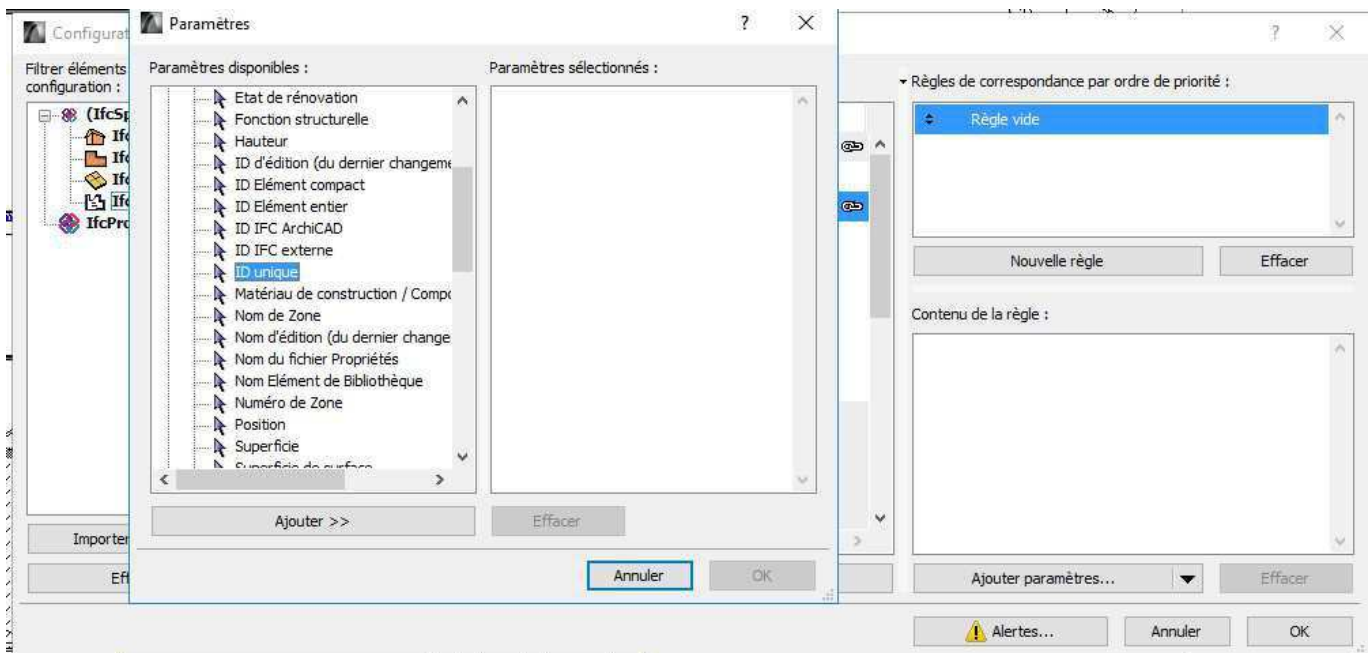 Configurat
Paramètres
?
?
Filtrer éléments
configuration :
Paramètres disponibles :
Paramètres sélectionnés :
Règles de correspondance par ordre de priorité :
(IfcSp
Ifc
Ifc
Ifc
Ifc
IfcPro
Etat de rénovation
Fonction structurelle
Hauteur
ID d'édition (du dernier changeme
ID Elément compact
ID Elément entier
ID IFC ArchiCAD
ID IFC externe
ID unique
Matériau de construction / Compo
Nom de Zone
Nom d'édition (du dernier change
Nom du fichier Propriétés
Nom Elément de Bibliothèque
Numéro de Zone
Position
Superficie
Superficie de surface
Règle vide
Nouvelle règle
Effacer
Contenu de la règle :
Ajouter >>
Effacer
Importer
Eff
Annuler
OK
Ajouter paramètres...
Effacer
Alertes...
Annuler
OK